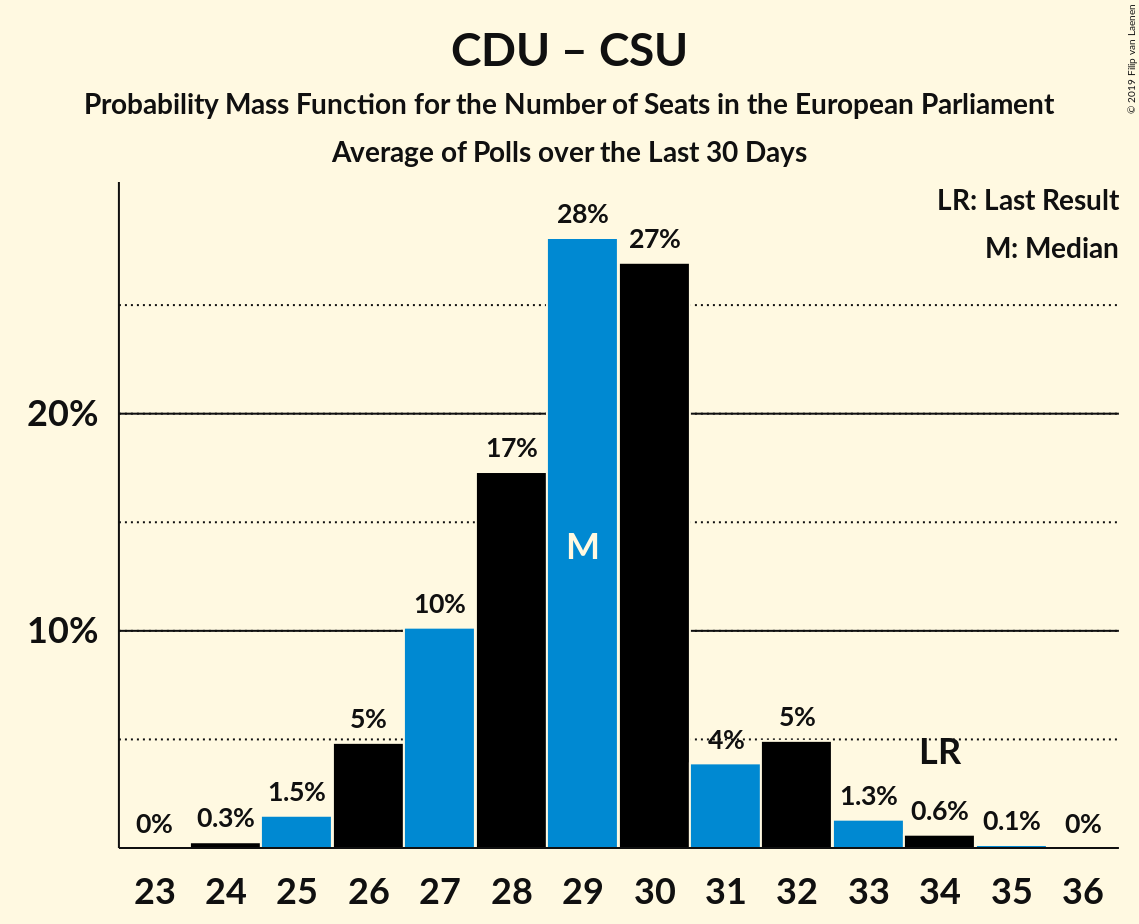 CDU – CSU
Probability Mass Function for the Number of Seats in the European Parliament
Average of Polls over the Last 30 Days
© 2019 Filip van Laenen
LR: Last Result
M: Median
28%
27%
20%
17%
M
10%
10%
5%
5%
4%
LR
1.5%
1.3%
0.6%
0.3%
0.1%
0%
0%
23 24 25 26 27 28 29 30 31 32 33 34 35 36